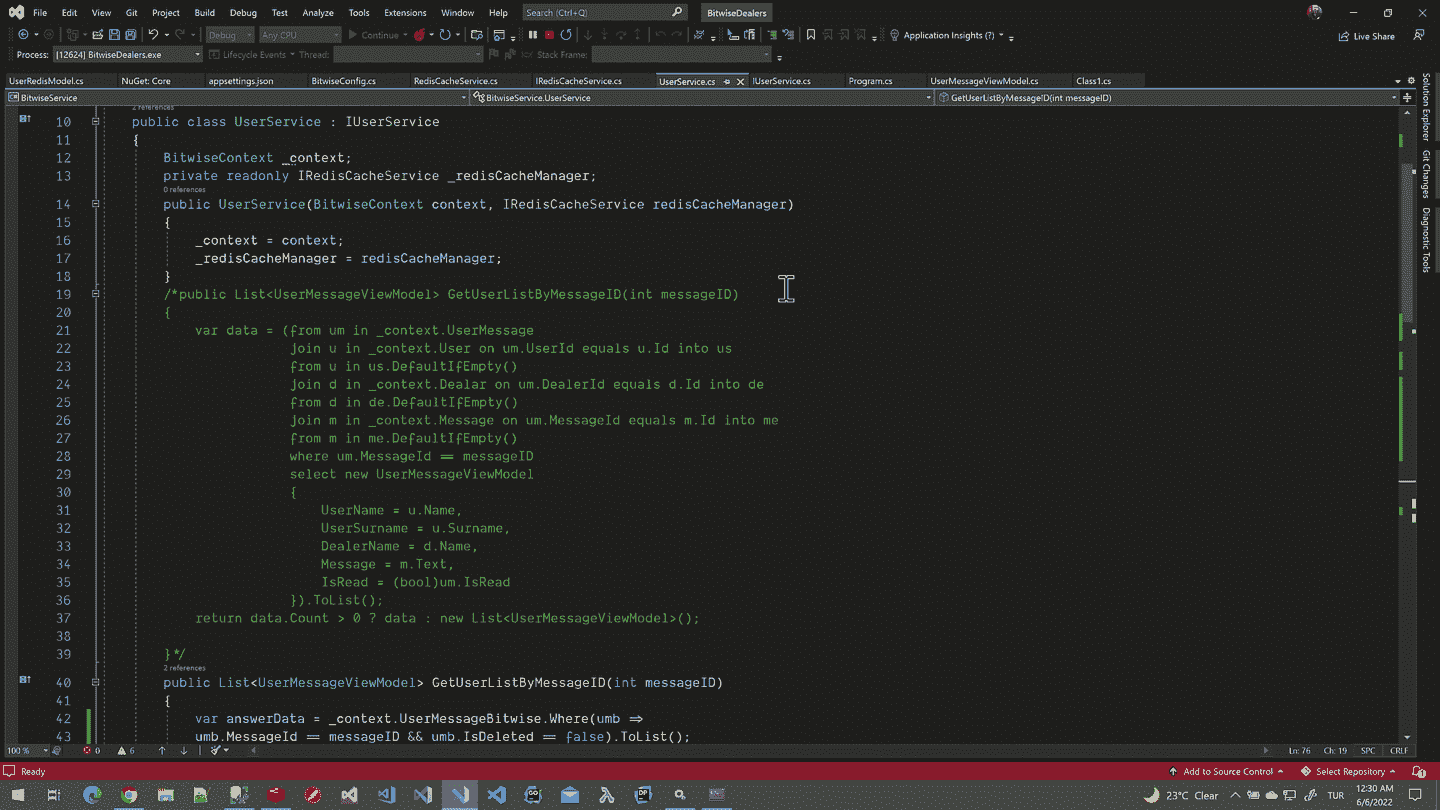 File Edit View Git Project Build Debug Test Analyze Tools Extensions Window Help Search (Ctrl+Q) BitwiseDealers
Debug Any CPU Continue Application Insights (?) Live Share
Process: [12624] BitwiseDealers.exe Lifecycle Events Thread: Stack Frame:
UserRedisModel.cs NuGet: Core appsettings.json BitwiseConfig.cs RedisCacheService.cs IRedisCacheService.cs UserService.cs IUserService.cs Program.cs UserMessageViewModel.cs Class1.cs
BitwiseService BitwiseService.UserService GetUserListByMessageID(int messageID)
2 references
10 public class UserService : IUserService
11 {
12 BitwiseContext _context;
13 private readonly IRedisCacheService _redisCacheManager;
0 references
14 public UserService(BitwiseContext context, IRedisCacheService redisCacheManager)
15 {
16 _context = context;
17 _redisCacheManager = redisCacheManager;
18 }
19 /*public List<UserMessageViewModel> GetUserListByMessageID(int messageID)
20 {
21 var data = (from um in _context.UserMessage
22 join u in _context.User on um.UserId equals u.Id into us
23 from u in us.DefaultIfEmpty()
24 join d in _context.Dealar on um.DealerId equals d.Id into de
25 from d in de.DefaultIfEmpty()
26 join m in _context.Message on um.MessageId equals m.Id into me
27 from m in me.DefaultIfEmpty()
28 where um.MessageId == messageID
29 select new UserMessageViewModel
30 {
31 UserName = u.Name,
32 UserSurname = u.Surname,
33 DealerName = d.Name,
34 Message = m.Text,
35 IsRead = (bool)um.IsRead
36 }).ToList();
37 return data.Count > 0 ? data : new List<UserMessageViewModel>();
38
39 }*/
2 references
40 public List<UserMessageViewModel> GetUserListByMessageID(int messageID)
41 {
42 var answerData = _context.UserMessageBitwise.Where(umb =>
43 umb.MessageId == messageID && umb.IsDeleted == false).ToList();
Solution Explorer
Git Changes
Diagnostic Tools
100 % 0 6 Ln: 76 Ch: 19 SPC CRLF
Ready Add to Source Control Select Repository 1
23°C Clear TUR 12:30 AM
6/6/2022